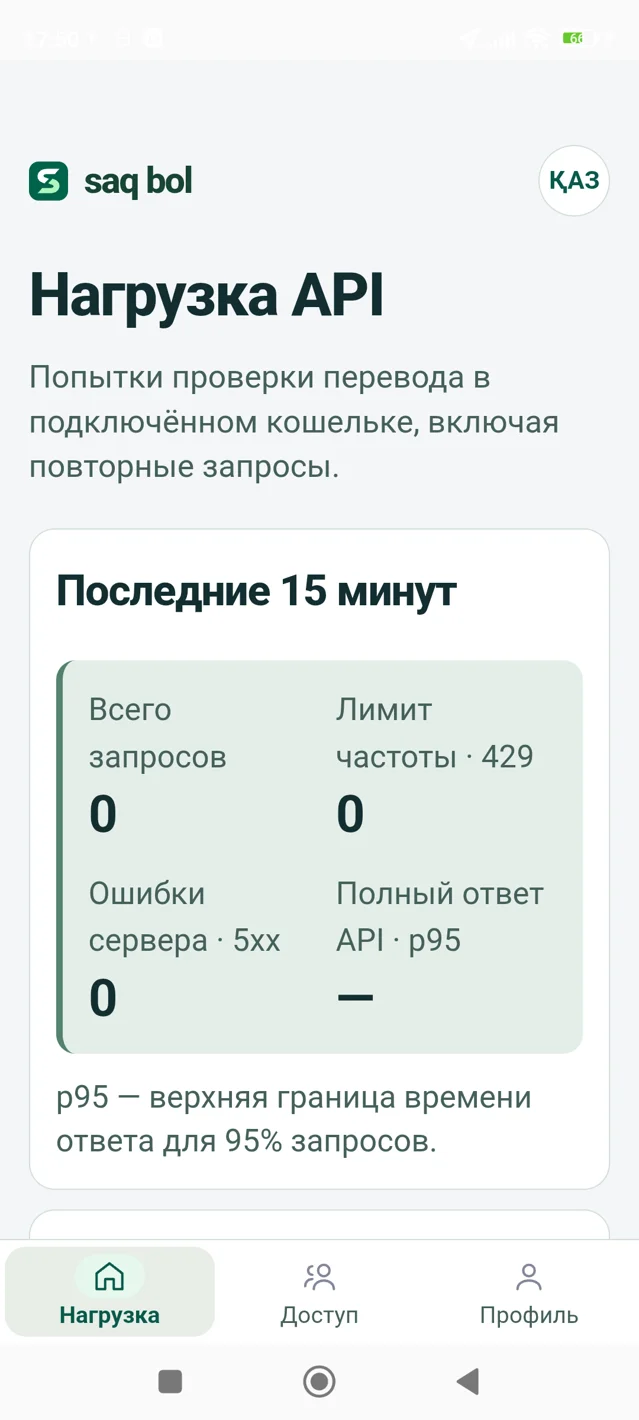 saq bol
ҚАЗ
Нагрузка API
Попытки проверки перевода в
подключённом кошельке, включая
повторные запросы.
Последние 15 минут
Всего
запросов
0
Лимит
частоты · 429
0
Ошибки
сервера · 5xx
0
Полный ответ
API · p95
—
p95 — верхняя граница времени
ответа для 95% запросов.
Нагрузка
Доступ
Профиль